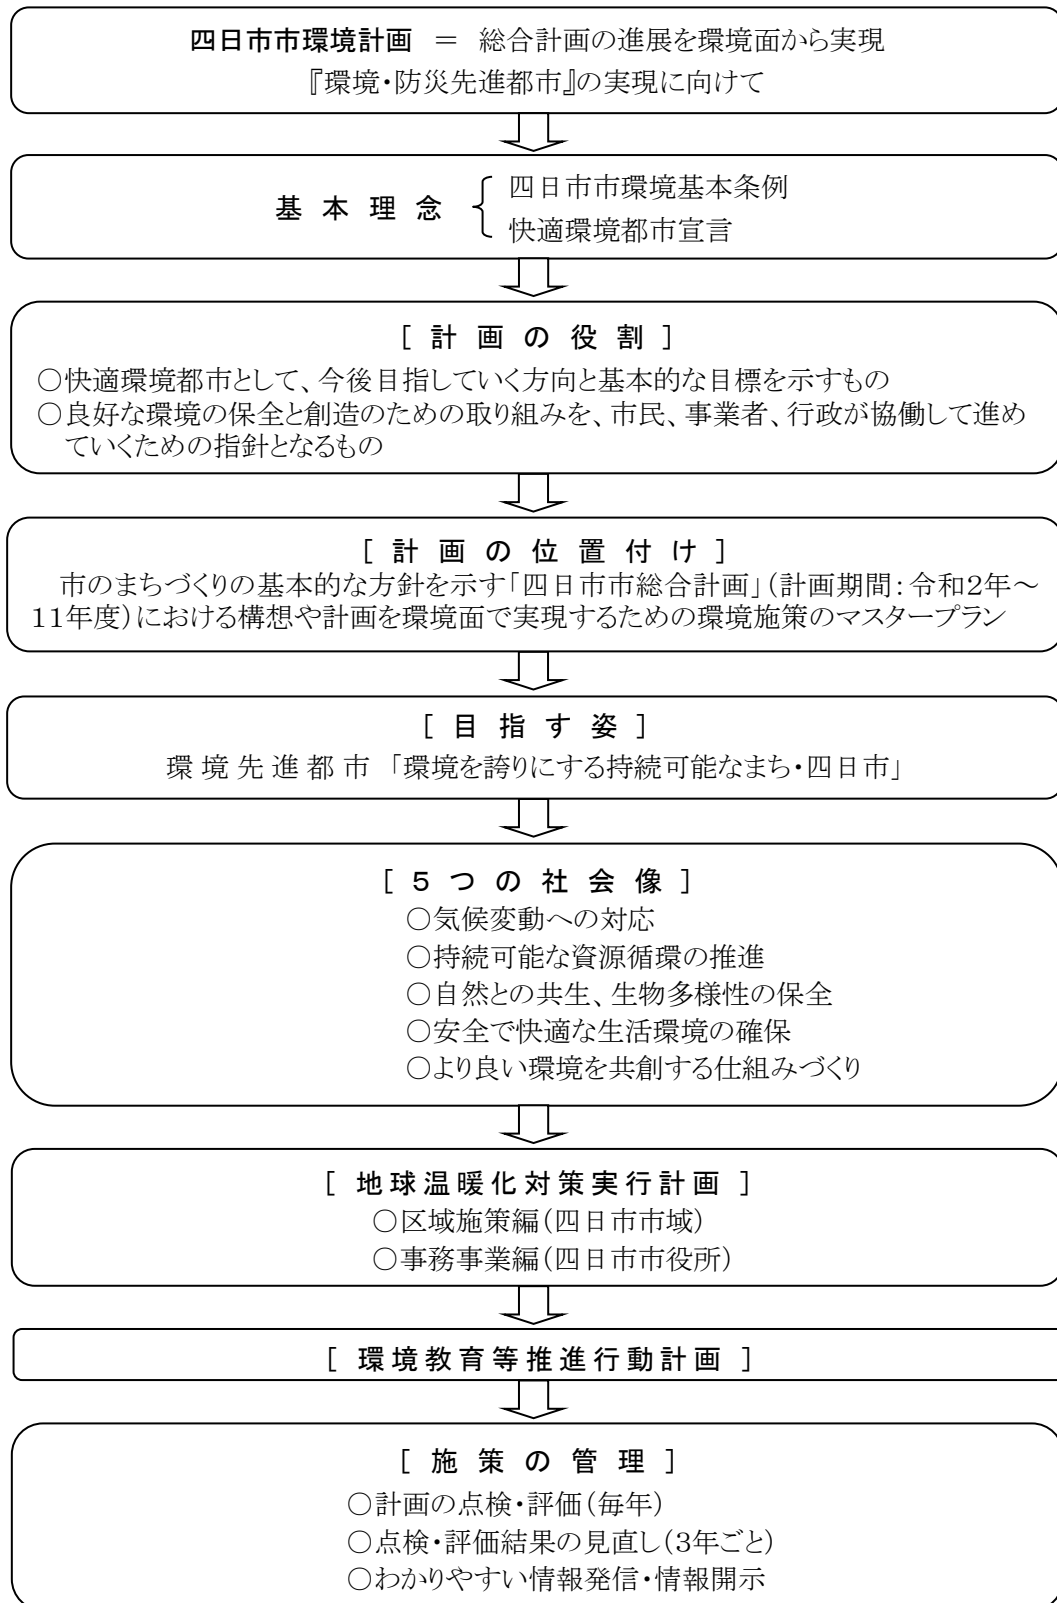 四日市市環境計画 ＝ 総合計画の進展を環境面から実現
『環境・防災先進都市』の実現に向けて
基本理念
四日市市環境基本条例
快適環境都市宣言
[計画の役割]
○快適環境都市として、今後目指していく方向と基本的な目標を示すもの
○良好な環境の保全と創造のための取り組みを、市民、事業者、行政が協働して進め
ていくための指針となるもの
[計画の位置付け]
市のまちづくりの基本的な方針を示す「四日市市総合計画」(計画期間:令和2年～
11年度)における構想や計画を環境面で実現するための環境施策のマスタープラン
[目指す姿]
環境先進都市 「環境を誇りにする持続可能なまち・四日市」
[5つの社会像]
○気候変動への対応
○持続可能な資源循環の推進
○自然との共生、生物多様性の保全
○安全で快適な生活環境の確保
○より良い環境を共創する仕組みづくり
[地球温暖化対策実行計画]
○区域施策編(四日市市域)
○事務事業編(四日市市役所)
[環境教育等推進行動計画]
[施策の管理]
○計画の点検・評価(毎年)
○点検・評価結果の見直し(3年ごと)
○わかりやすい情報発信・情報開示